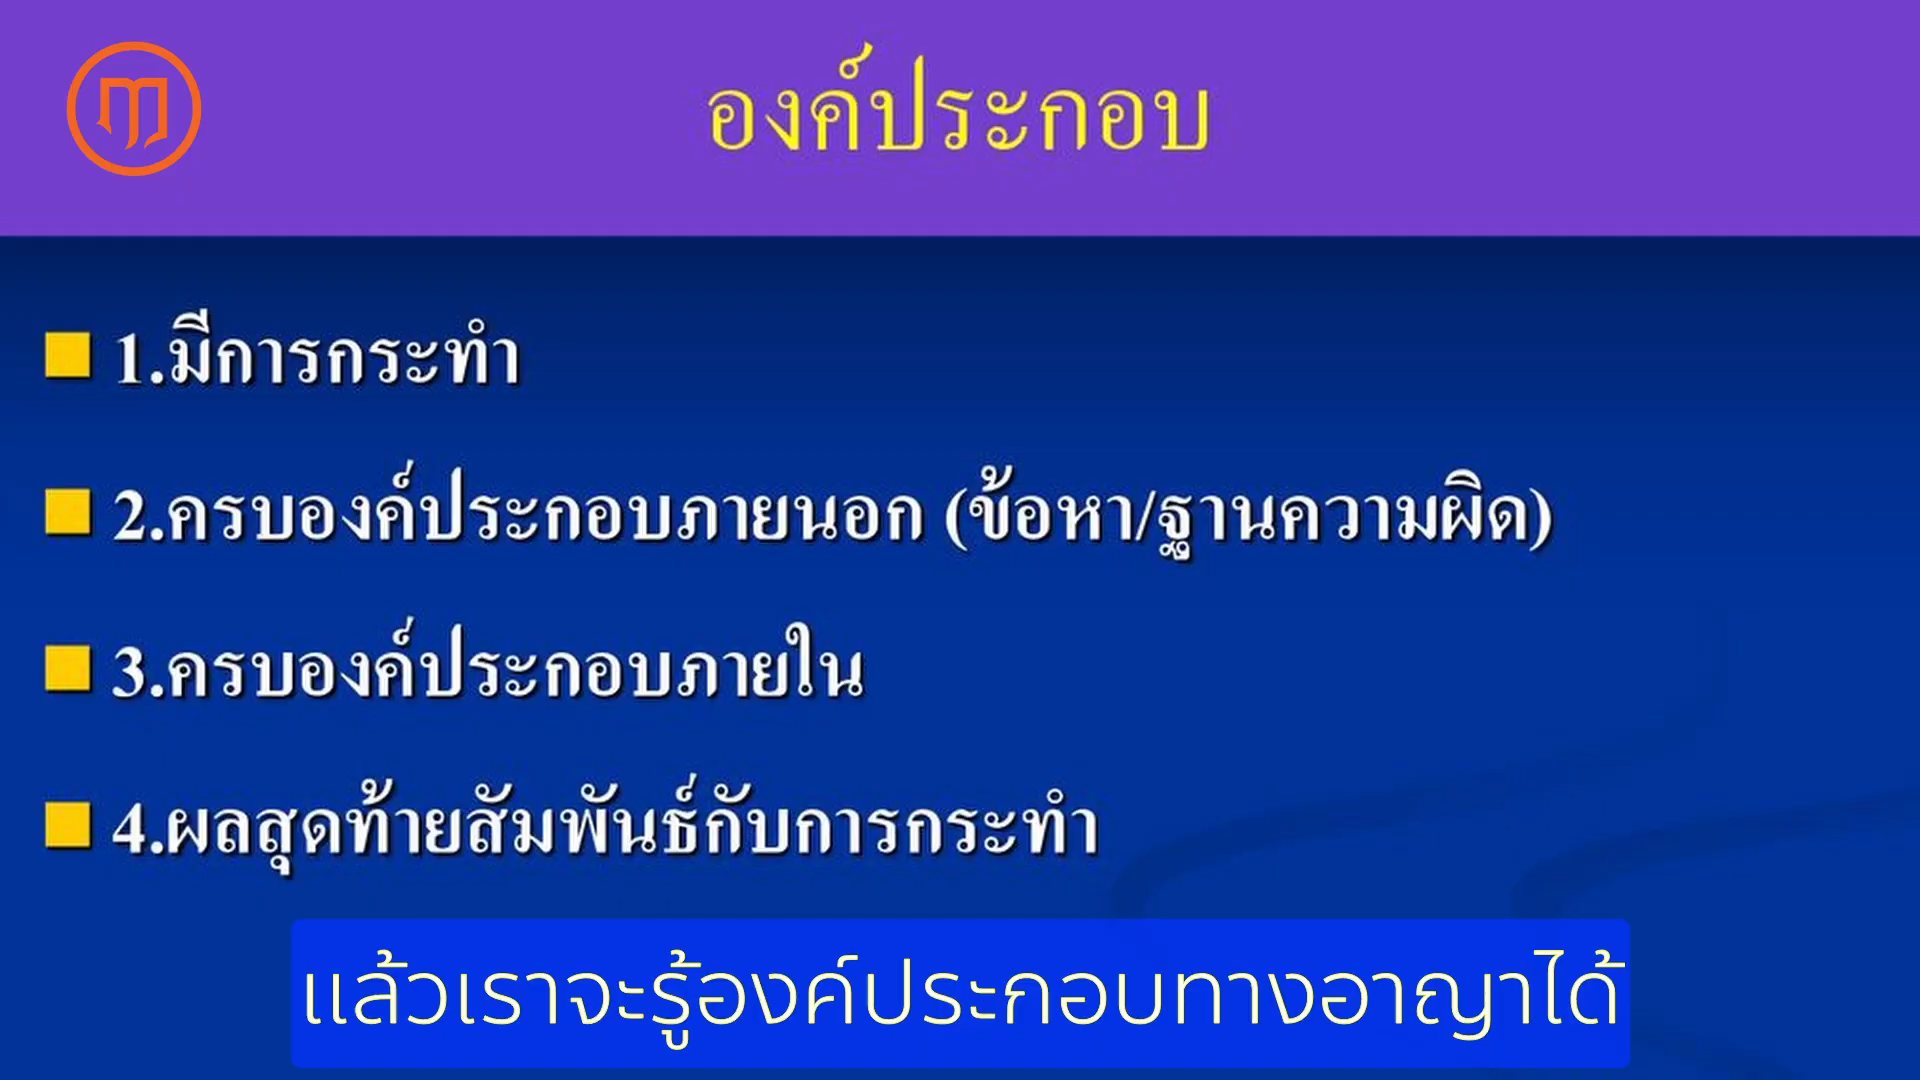 องค์ประกอบ
1.มีการกระทำ
2.ครบองค์ประกอบภายนอก (ข้อหา/ฐานความผิด)
3.ครบองค์ประกอบภายใน
4.ผลสุดท้ายสัมพันธ์กับการกระทำ
แล้วเราจะรู้องค์ประกอบทางอาญาได้